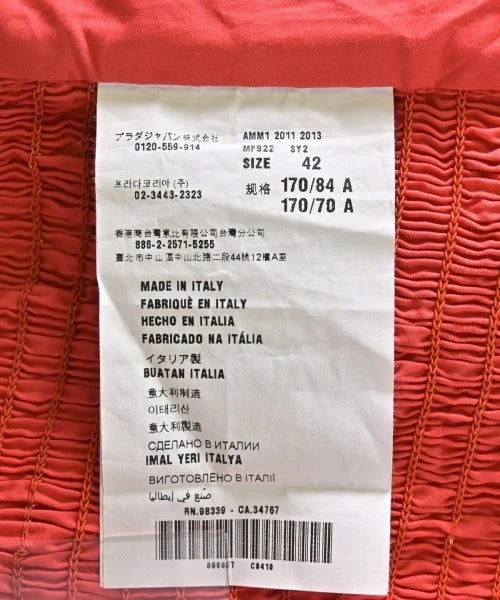 プラダジャパン株式会社
0120-559-914
AMM1 2011 2013
MP922 SY2
SIZE 42
프라다코리아 (주)
02-3443-2323
规格 170/84 A
170/70 A
香港商台灣意比有限公司台灣分公司
886-2-2571-5255
臺北市中山區中山北路二段44號12樓A室
MADE IN ITALY
FABRIQUÈ EN ITALY
HECHO EN ITALIA
FABRICADO NA ITÁLIA
イタリア製
BUATAN ITALIA
意大利制造
이태리산
意大利製造
СДЕЛАНО В ИТАЛИИ
IMAL YERI ITALYA
ВИГОТОВЛЕНО В ІТАЛІЇ
صنع في إيطاليا
RN.98339 - CA.34767
C0410